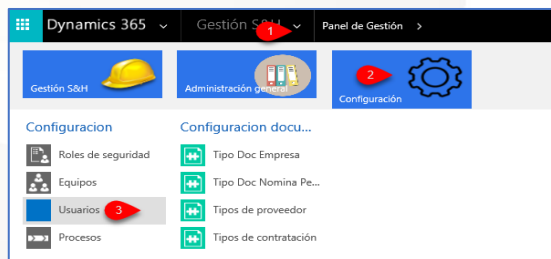 Dynamics 365 Gestión S&H 1 Panel de Gestión >
Gestión S&H Administración general 2 Configuración
Configuracion Configuracion docu...
Roles de seguridad Tipo Doc Empresa
Equipos Tipo Doc Nomina Pe...
Usuarios 3 Tipos de proveedor
Procesos Tipos de contratación